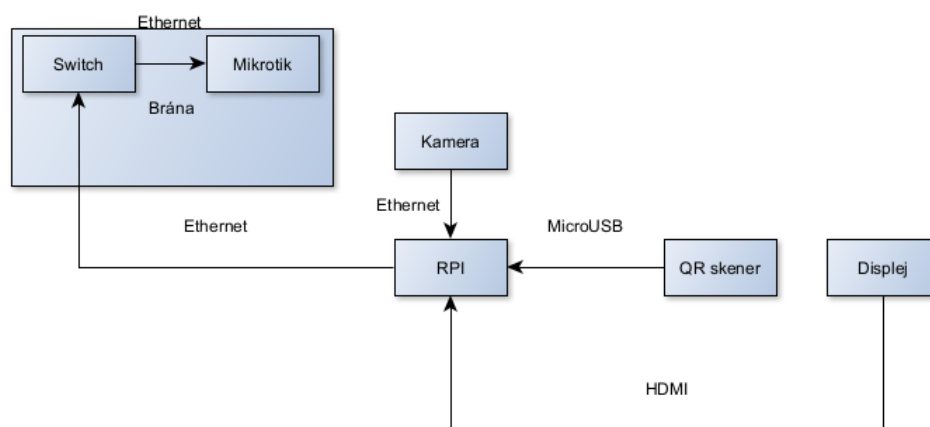 Ethernet
Switch
Mikrotik
Brána
Kamera
Ethernet
Ethernet
MicroUSB
RPI
QR skener
Displej
HDMI